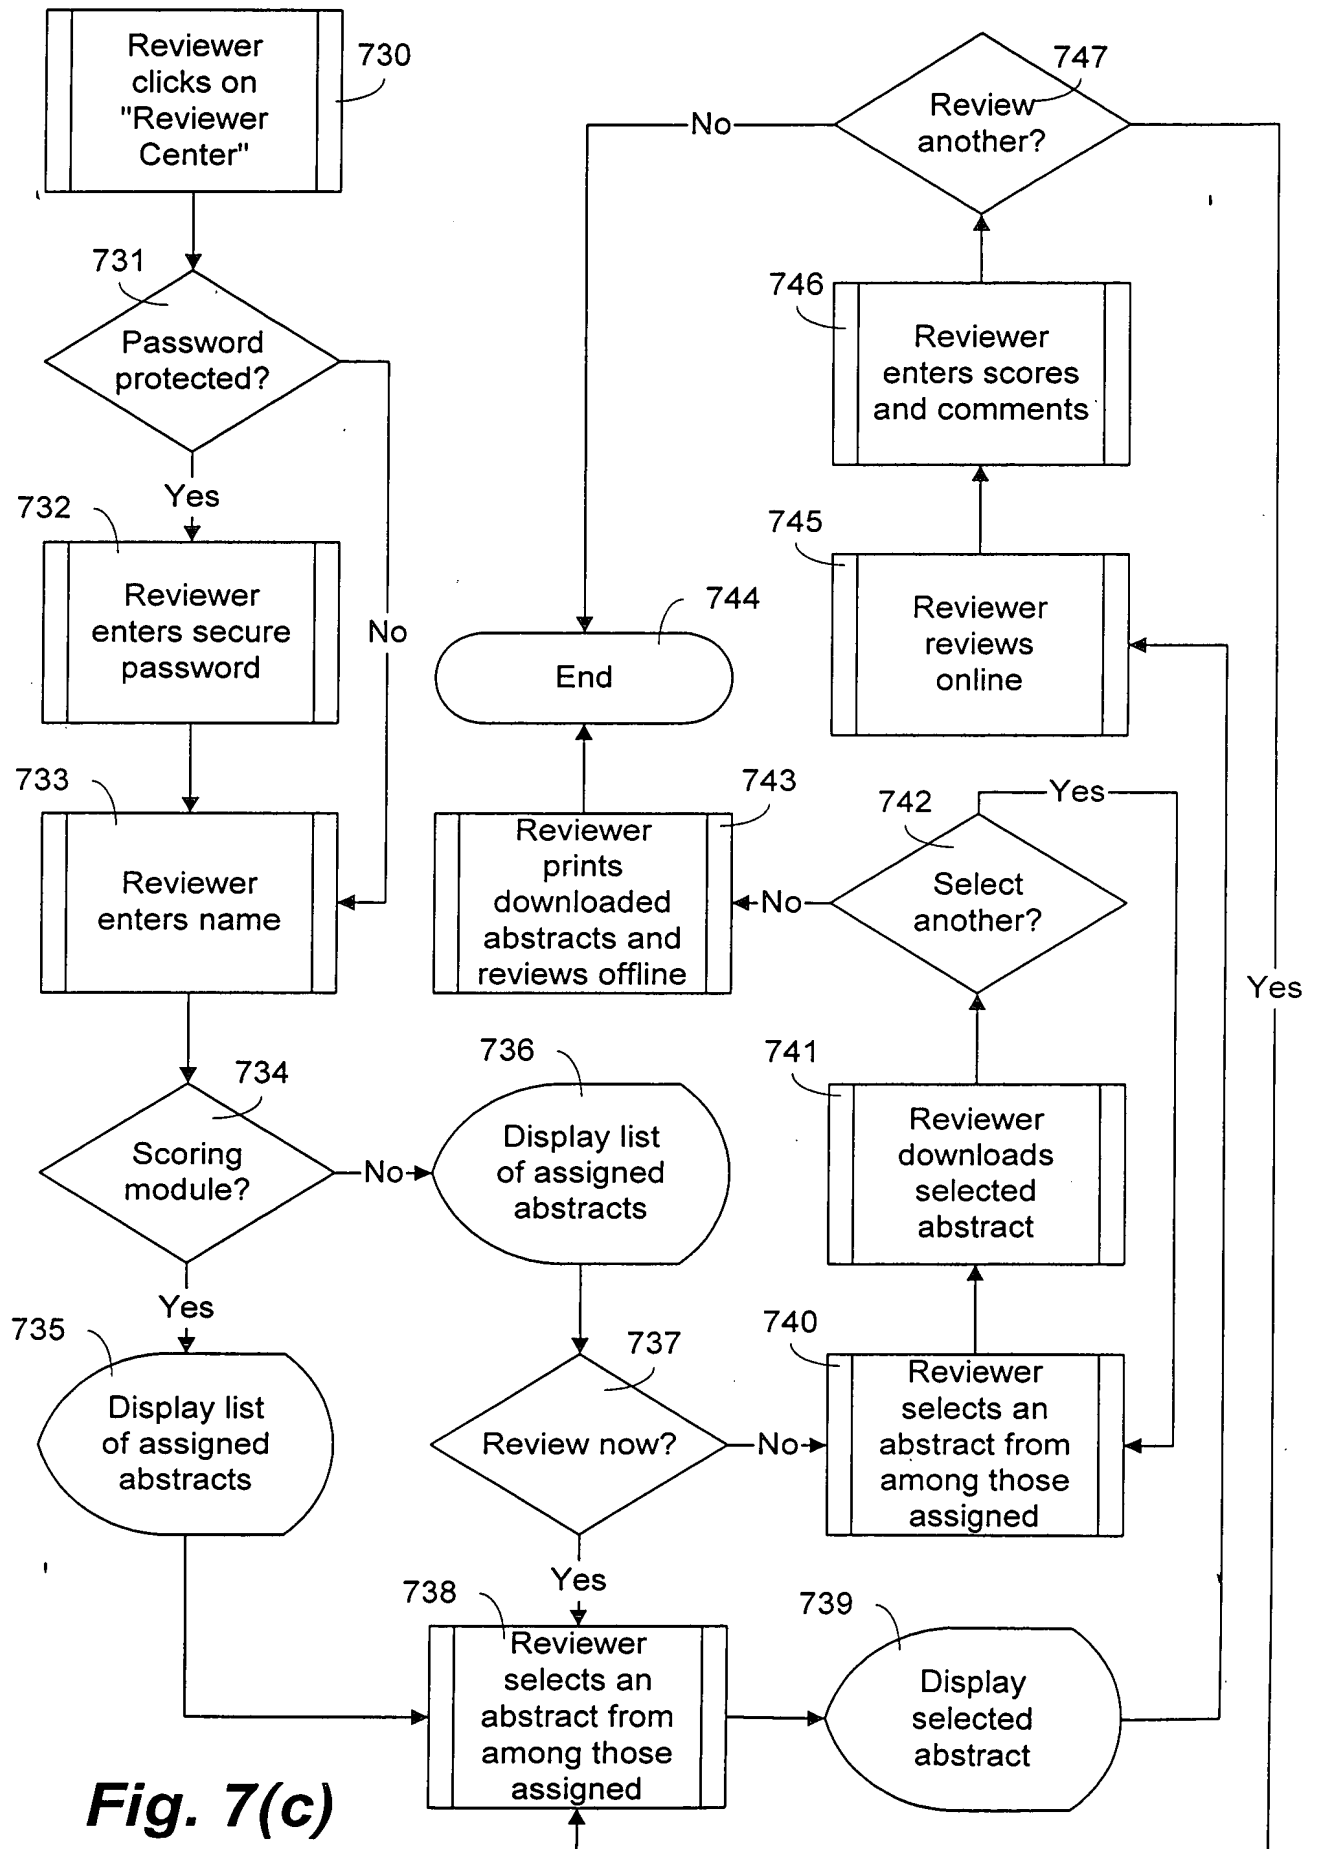 Reviewer
clicks on
"Reviewer
Center"
730
731
Password
protected?
Yes
No
732
Reviewer
enters secure
password
733
Reviewer
enters name
734
Scoring
module?
No
Yes
735
Display list
of assigned
abstracts
736
Display list
of assigned
abstracts
737
Review now?
No
Yes
738
Reviewer
selects an
abstract from
among those
assigned
739
Display
selected
abstract
740
Reviewer
selects an
abstract from
among those
assigned
741
Reviewer
downloads
selected
abstract
742
Select
another?
Yes
No
743
Reviewer
prints
downloaded
abstracts and
reviews offline
744
End
745
Reviewer
reviews
online
746
Reviewer
enters scores
and comments
747
Review
another?
No
Yes
Fig. 7(c)